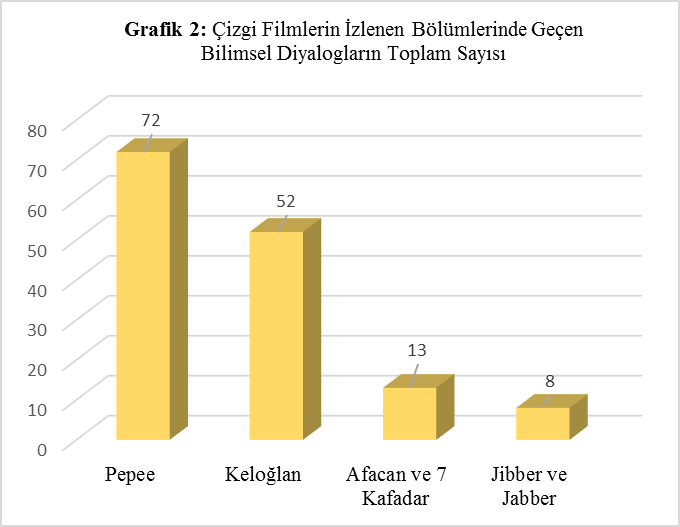 Grafik 2: Çizgi Filmlerin İzlenen Bölümlerinde Geçen
Bilimsel Diyalogların Toplam Sayısı
80
70
60
50
40
30
20
10
0
72
52
13
8
Pepee
Keloğlan
Afacan ve 7
Kafadar
Jibber ve
Jabber